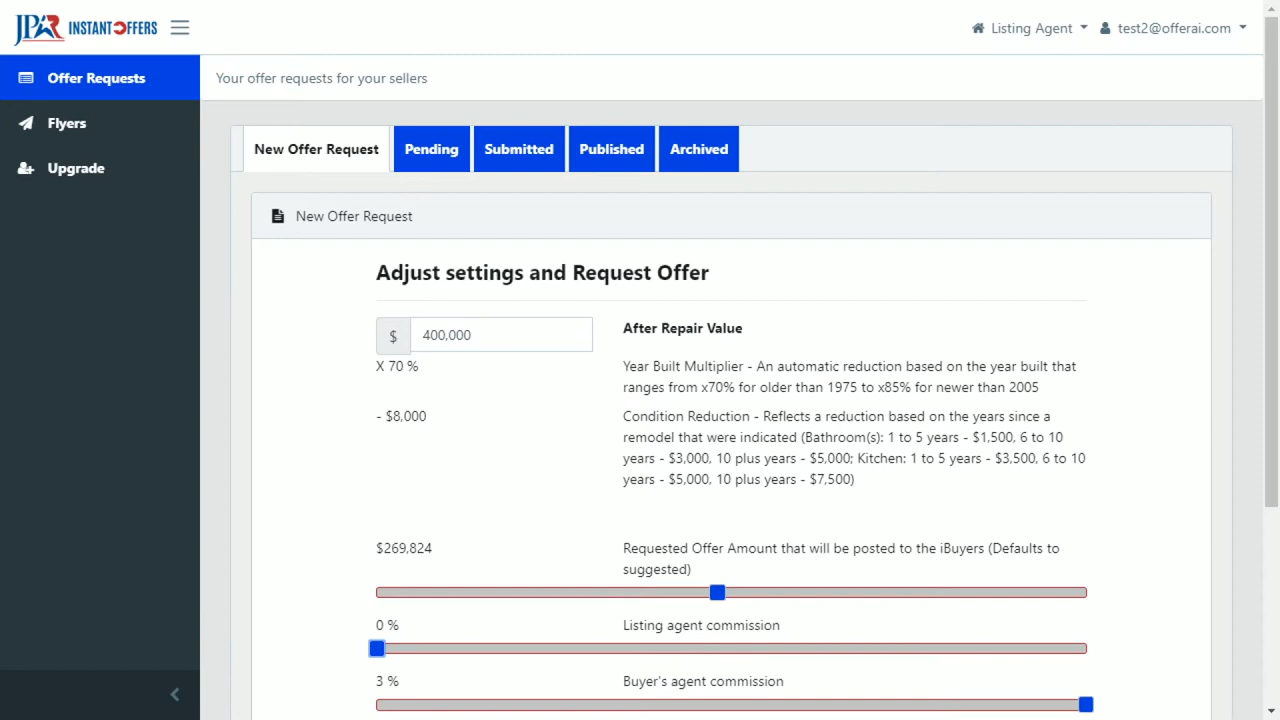 JPAR INSTANT OFFERS
Listing Agent
test2@offerai.com
Offer Requests
Flyers
Upgrade
Your offer requests for your sellers
New Offer Request
Pending
Submitted
Published
Archived
New Offer Request
Adjust settings and Request Offer
$ 400,000
After Repair Value
X 70 %
Year Built Multiplier - An automatic reduction based on the year built that
ranges from x70% for older than 1975 to x85% for newer than 2005
- $8,000
Condition Reduction - Reflects a reduction based on the years since a
remodel that were indicated (Bathroom(s): 1 to 5 years - $1,500, 6 to 10
years - $3,000, 10 plus years - $5,000; Kitchen: 1 to 5 years - $3,500, 6 to 10
years - $5,000, 10 plus years - $7,500)
$269,824
Requested Offer Amount that will be posted to the iBuyers (Defaults to
suggested)
0 %
Listing agent commission
3 %
Buyer's agent commission